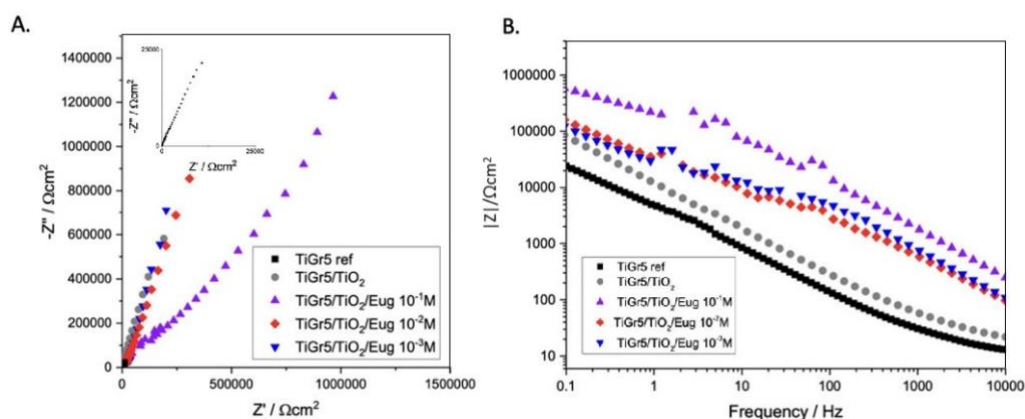 A.
1400000
1200000
1000000
800000
600000
400000
200000
0
-Z'' / Ωcm²
25000
-Z'' / Ωcm²
0
0
25000
Z' / Ωcm²
TiGr5 ref
TiGr5/TiO₂
TiGr5/TiO₂/Eug 10⁻¹M
TiGr5/TiO₂/Eug 10⁻²M
TiGr5/TiO₂/Eug 10⁻³M
0
500000
1000000
1500000
Z' / Ωcm²
B.
1000000
100000
10000
1000
100
10
|Z| /Ωcm²
TiGr5 ref
TiGr5/TiO₂
TiGr5/TiO₂/Eug 10⁻¹M
TiGr5/TiO₂/Eug 10⁻²M
TiGr5/TiO₂/Eug 10⁻³M
0.1
1
10
100
1000
10000
Frequency / Hz